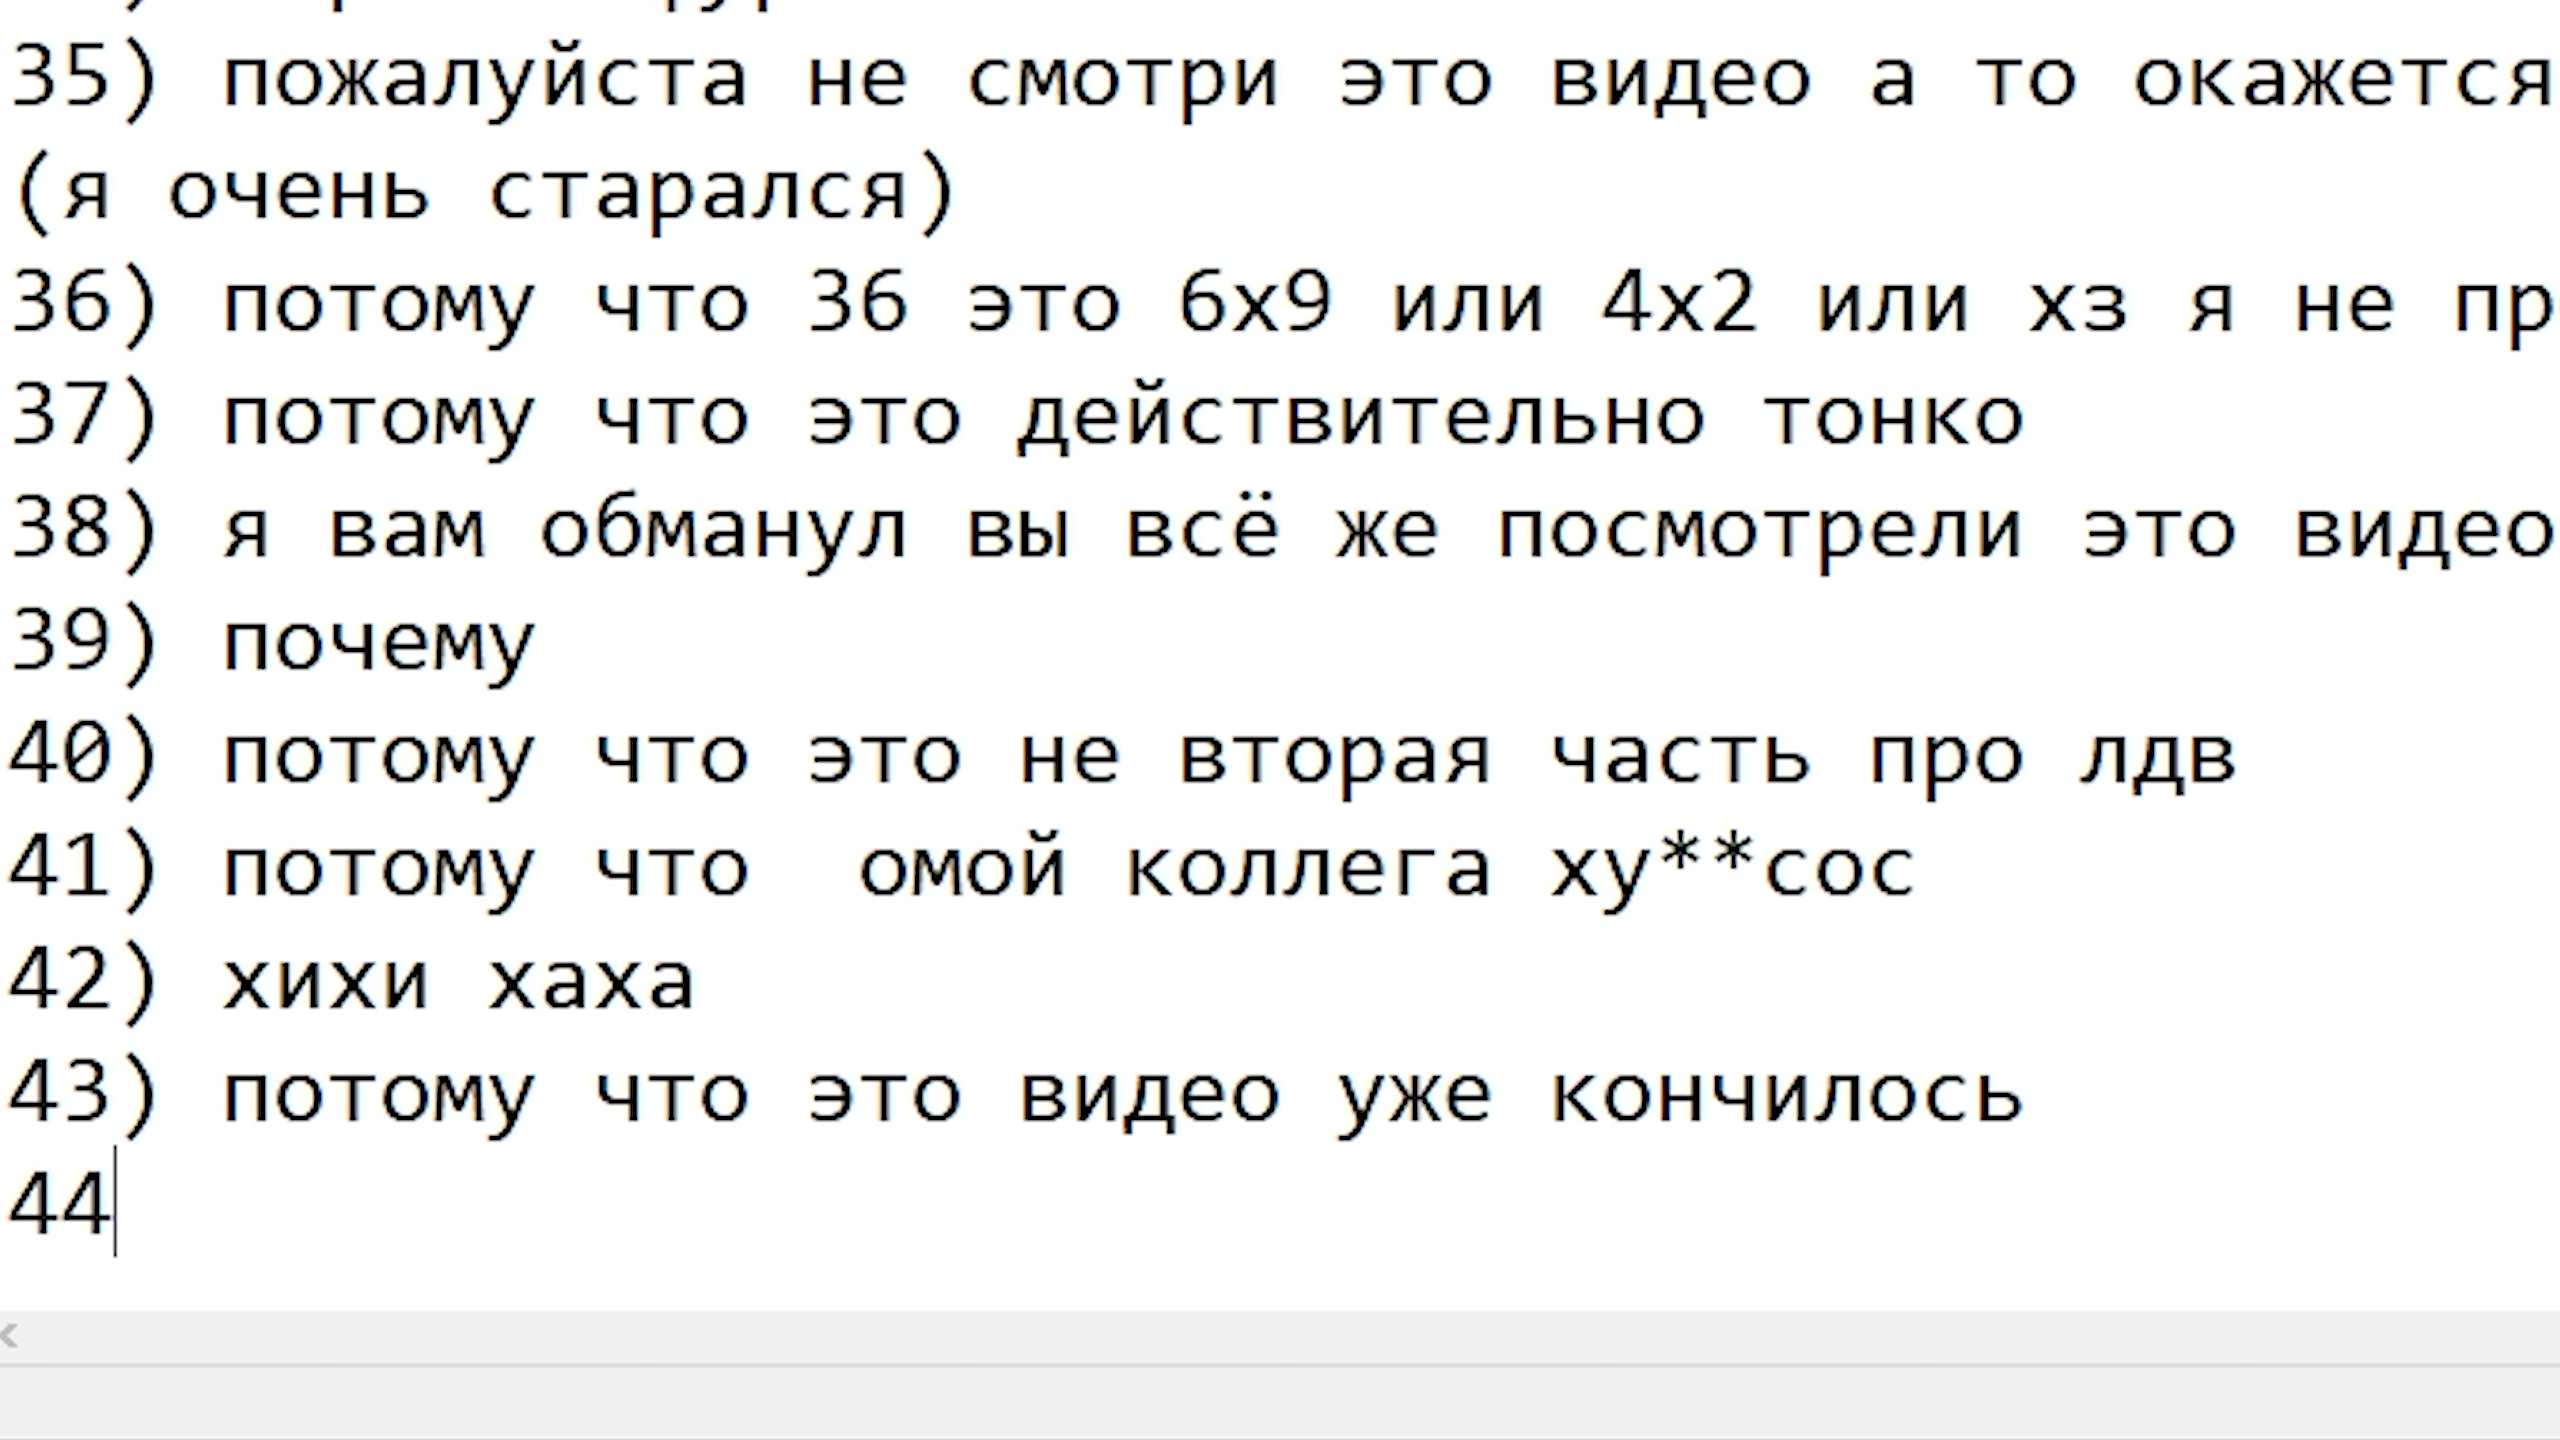 35) пожалуйста не смотри это видео а то окажется
(я очень старался)
36) потому что 36 это 6х9 или 4х2 или хз я не пр
37) потому что это действительно тонко
38) я вам обманул вы всё же посмотрели это видео
39) почему
40) потому что это не вторая часть про лдв
41) потому что  омой коллега ху**сос
42) хихи хаха
43) потому что это видео уже кончилось
44